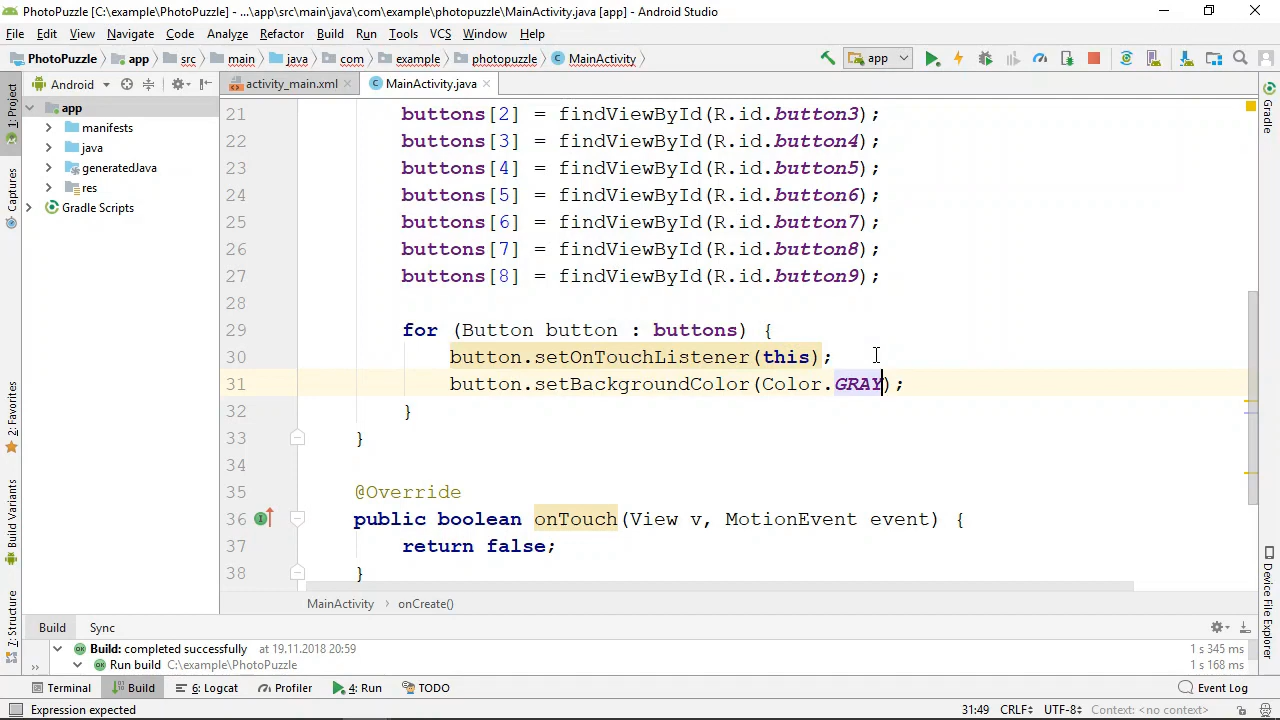 PhotoPuzzle [C:\example\PhotoPuzzle] - ...\app\src\main\java\com\example\photopuzzle\MainActivity.java [app] - Android Studio
File Edit View Navigate Code Analyze Refactor Build Run Tools VCS Window Help
PhotoPuzzle app src main java com example photopuzzle MainActivity app
Android activity_main.xml MainActivity.java
1: Project
Captures
2: Favorites
Build Variants
7: Structure
app
manifests
java
generatedJava
res
Gradle Scripts
21 buttons[2] = findViewById(R.id.button3);
22 buttons[3] = findViewById(R.id.button4);
23 buttons[4] = findViewById(R.id.button5);
24 buttons[5] = findViewById(R.id.button6);
25 buttons[6] = findViewById(R.id.button7);
26 buttons[7] = findViewById(R.id.button8);
27 buttons[8] = findViewById(R.id.button9);
28
29 for (Button button : buttons) {
30 button.setOnTouchListener(this);
31 button.setBackgroundColor(Color.GRAY);
32 }
33 }
34
35 @Override
36 public boolean onTouch(View v, MotionEvent event) {
37 return false;
38 }
Gradle
Device File Explorer
MainActivity › onCreate()
Build Sync
Build: completed successfully at 19.11.2018 20:59 1 s 345 ms
Run build C:\example\PhotoPuzzle 1 s 168 ms
Terminal Build 6: Logcat Profiler 4: Run TODO Event Log
Expression expected 31:49 CRLF÷ UTF-8÷ Context: <no context>